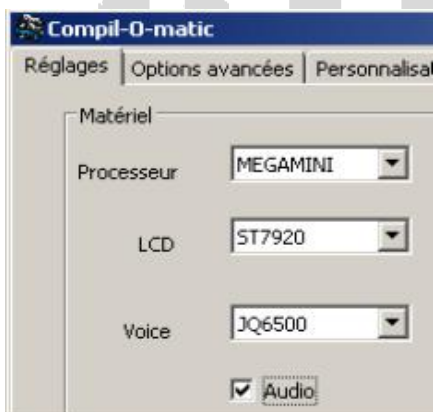 Compil-O-matic
Réglages Options avancées
Matériel
Processeur MEGAMINI
LCD ST7920
Voice JQ6500
Audio